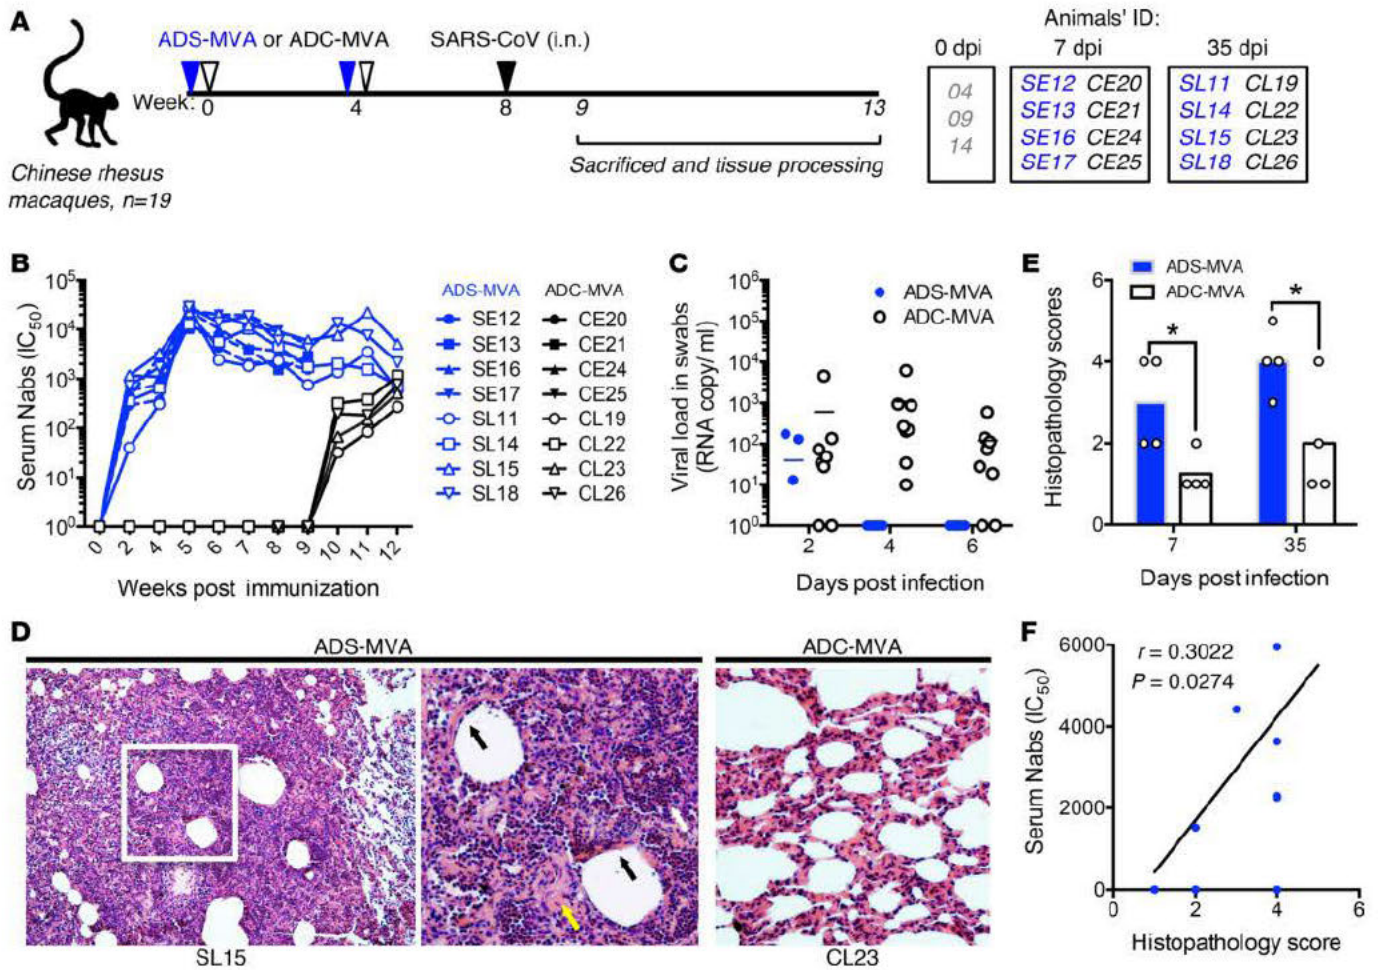 A
ADS-MVA or ADC-MVA
SARS-CoV (i.n.)
Week: 0 4 8 9 13
Sacrificed and tissue processing
Chinese rhesus
macaques, n=19
Animals' ID:
0 dpi 7 dpi 35 dpi
04
09
14
SE12 CE20
SE13 CE21
SE16 CE24
SE17 CE25
SL11 CL19
SL14 CL22
SL15 CL23
SL18 CL26
B
Serum Nabs (IC50)
10^5
10^4
10^3
10^2
10^1
10^0
0 2 4 5 6 7 8 9 10 11 12
Weeks post immunization
ADS-MVA ADC-MVA
SE12 CE20
SE13 CE21
SE16 CE24
SE17 CE25
SL11 CL19
SL14 CL22
SL15 CL23
SL18 CL26
C
Viral load in swabs
(RNA copy/ ml)
10^6
10^5
10^4
10^3
10^2
10^1
10^0
ADS-MVA
ADC-MVA
2 4 6
Days post infection
E
ADS-MVA
ADC-MVA
Histopathology scores
6
4
2
0
* *
7 35
Days post infection
D
ADS-MVA ADC-MVA
SL15 CL23
F
Serum Nabs (IC50)
6000
4000
2000
0
r = 0.3022
P = 0.0274
0 2 4 6
Histopathology score